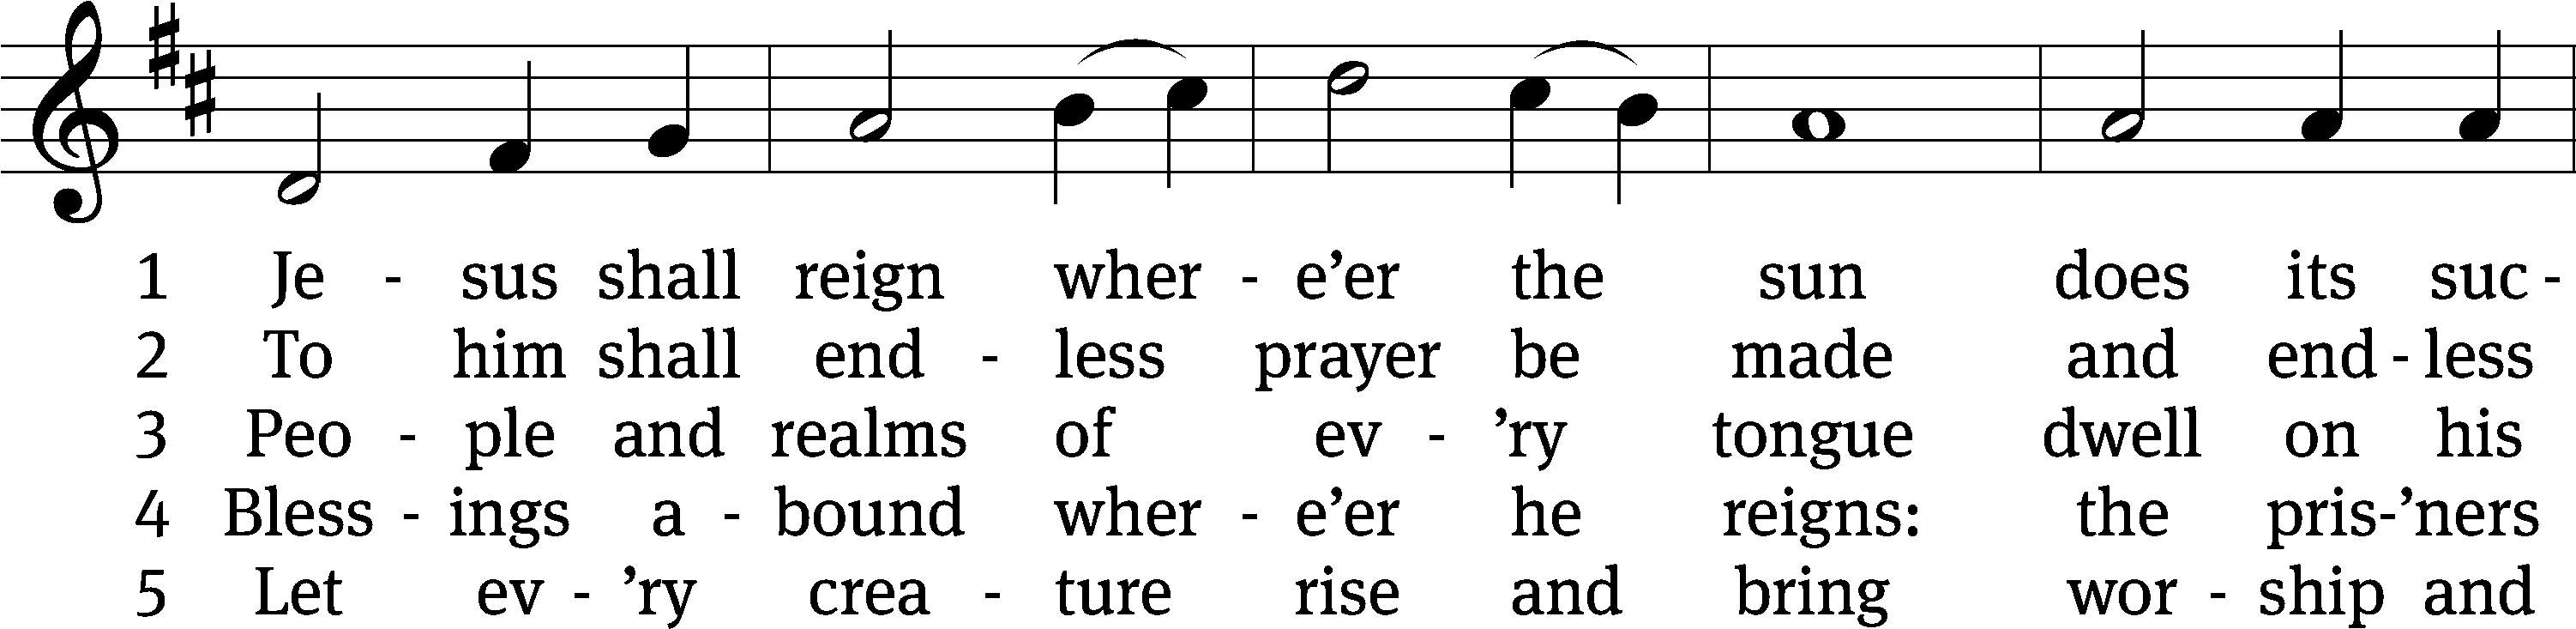 1 Je - sus shall reign wher - e’er the sun does its suc -
2 To him shall end - less prayer be made and end - less
3 Peo - ple and realms of ev - ’ry tongue dwell on his
4 Bless - ings a - bound wher - e’er he reigns: the pris-’ners
5 Let ev - ’ry crea - ture rise and bring wor - ship and